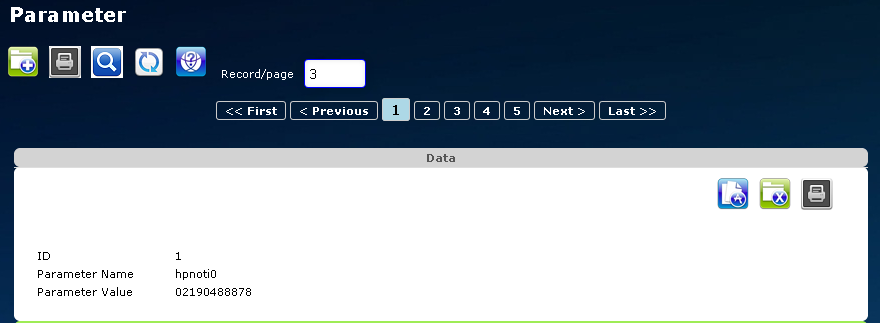 Parameter
Record/page 3
<< First < Previous 1 2 3 4 5 Next > Last >>
Data
ID 1
Parameter Name hpnoti0
Parameter Value 02190488878